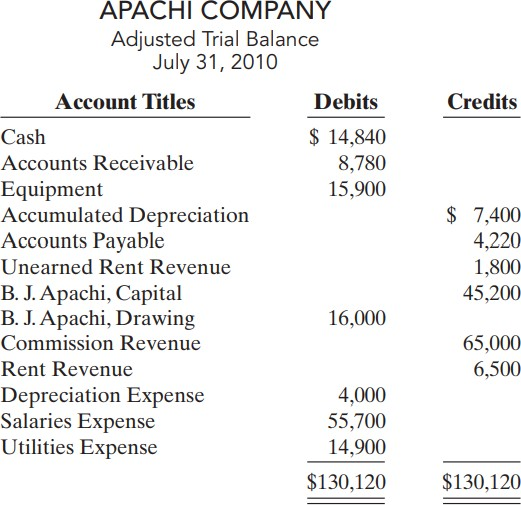 APACHI COMPANY
Adjusted Trial Balance
July 31, 2010
Account Titles Debits Credits
Cash $ 14,840
Accounts Receivable 8,780
Equipment 15,900
Accumulated Depreciation $ 7,400
Accounts Payable 4,220
Unearned Rent Revenue 1,800
B. J. Apachi, Capital 45,200
B. J. Apachi, Drawing 16,000
Commission Revenue 65,000
Rent Revenue 6,500
Depreciation Expense 4,000
Salaries Expense 55,700
Utilities Expense 14,900
$130,120 $130,120